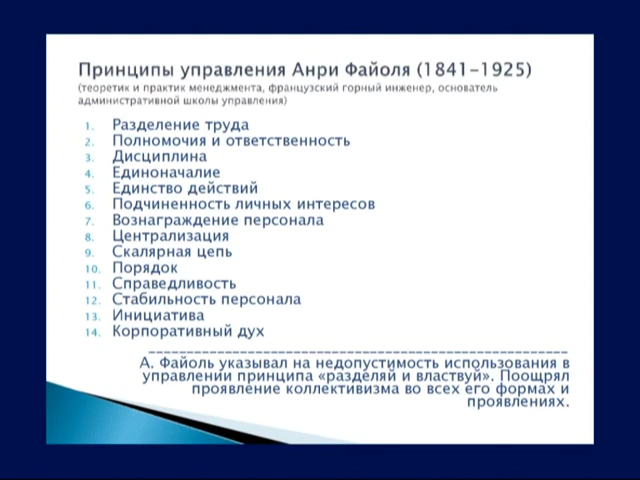 Принципы управления Анри Файоля (1841-1925)
(теоретик и практик менеджмента, французский горный инженер, основатель
административной школы управления)
1. Разделение труда
2. Полномочия и ответственность
3. Дисциплина
4. Единоначалие
5. Единство действий
6. Подчиненность личных интересов
7. Вознаграждение персонала
8. Централизация
9. Скалярная цепь
10. Порядок
11. Справедливость
12. Стабильность персонала
13. Инициатива
14. Корпоративный дух
А. Файоль указывал на недопустимость использования в
управлении принципа «разделяй и властвуй». Поощрял
проявление коллективизма во всех его формах и
проявлениях.